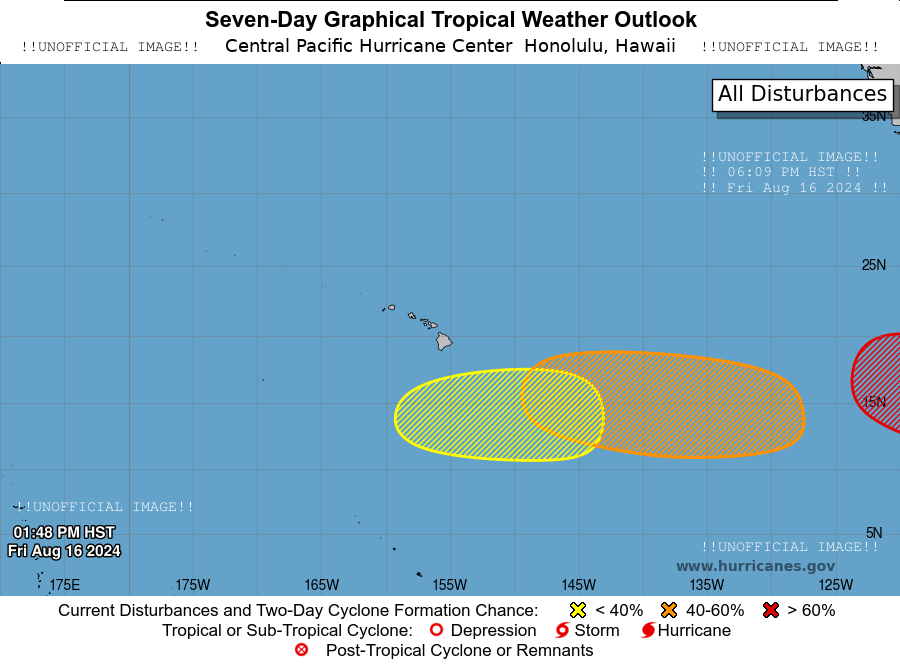 Seven-Day Graphical Tropical Weather Outlook
!!UNOFFICIAL IMAGE!! Central Pacific Hurricane Center Honolulu, Hawaii !!UNOFFICIAL IMAGE!!
All Disturbances
35N
!!UNOFFICIAL IMAGE!!
!! 06:09 PM HST !!
!! Fri Aug 16 2024 !!
25N
15N
!!UNOFFICIAL IMAGE!!
01:48 PM HST
Fri Aug 16 2024
5N
!!UNOFFICIAL IMAGE!!
www.hurricanes.gov
175E 175W 165W 155W 145W 135W 125W
Current Disturbances and Two-Day Cyclone Formation Chance: < 40% 40-60% > 60%
Tropical or Sub-Tropical Cyclone: Depression Storm Hurricane
Post-Tropical Cyclone or Remnants